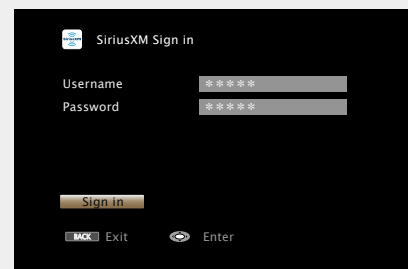 SiriusXM Sign in
Username *****
Password *****
Sign in
BACK Exit Enter